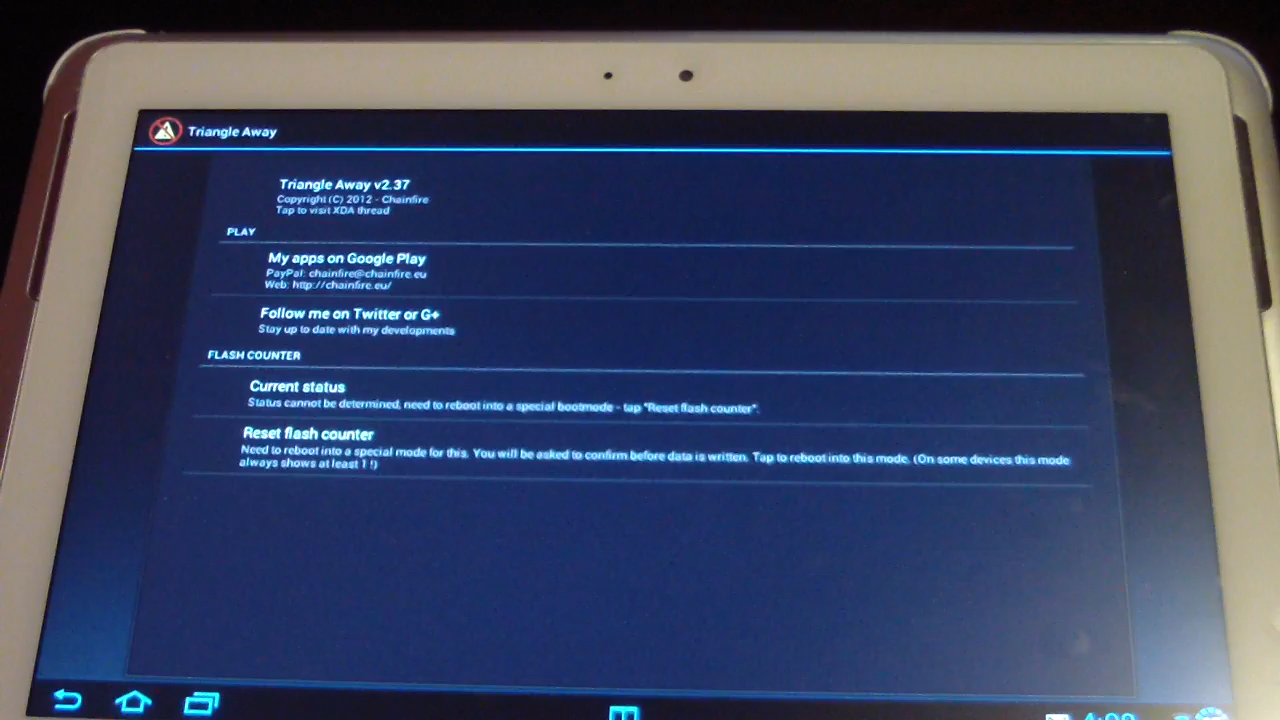 Triangle Away
Triangle Away v2.37
Copyright (C) 2012 - Chainfire
Tap to visit XDA thread
PLAY
My apps on Google Play
PayPal: chainfire@chainfire.eu
Web: http://chainfire.eu/
Follow me on Twitter or G+
Stay up to date with my developments
FLASH COUNTER
Current status
Status cannot be determined, need to reboot into a special bootmode - tap "Reset flash counter".
Reset flash counter
Need to reboot into a special mode for this. You will be asked to confirm before data is written. Tap to reboot into this mode. (On some devices this mode
always shows at least 1 !)